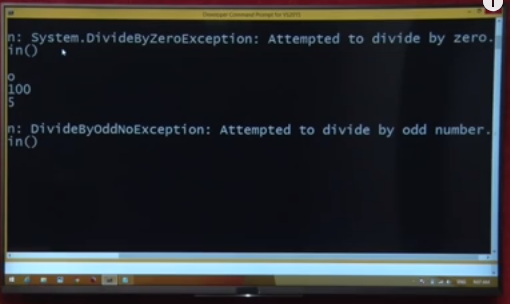 Developer Command Prompt for VS2015
n: System.DivideByZeroException: Attempted to divide by zero.
in()
o
100
5
n: DivideByOddNoException: Attempted to divide by odd number.
in()